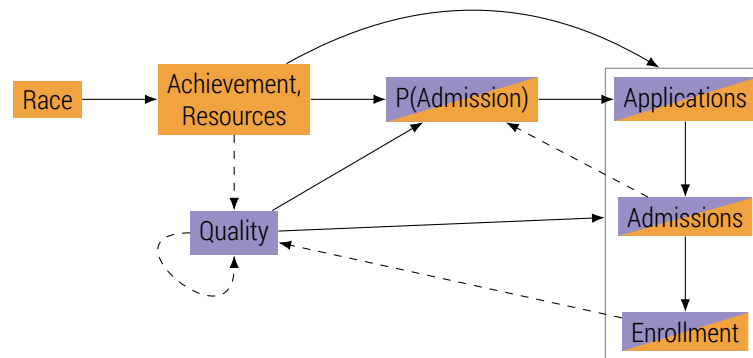 Race
Achievement,
Resources
P(Admission)
Applications
Quality
Admissions
Enrollment